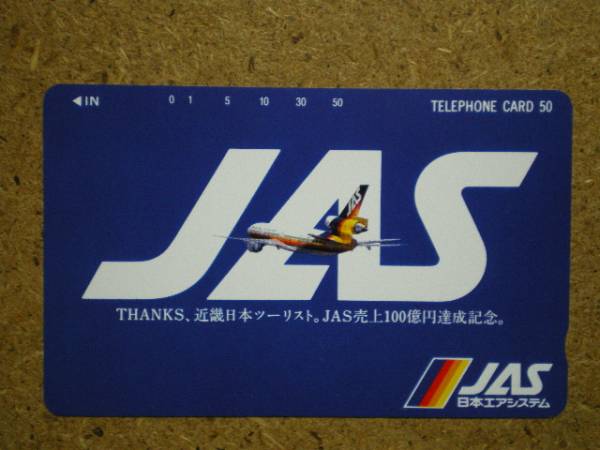 ◀IN 0 1 5 10 30 50 TELEPHONE CARD 50
JAS
JAS
THANKS、近畿日本ツーリスト。JAS売上100億円達成記念。
JAS
日本エアシステム